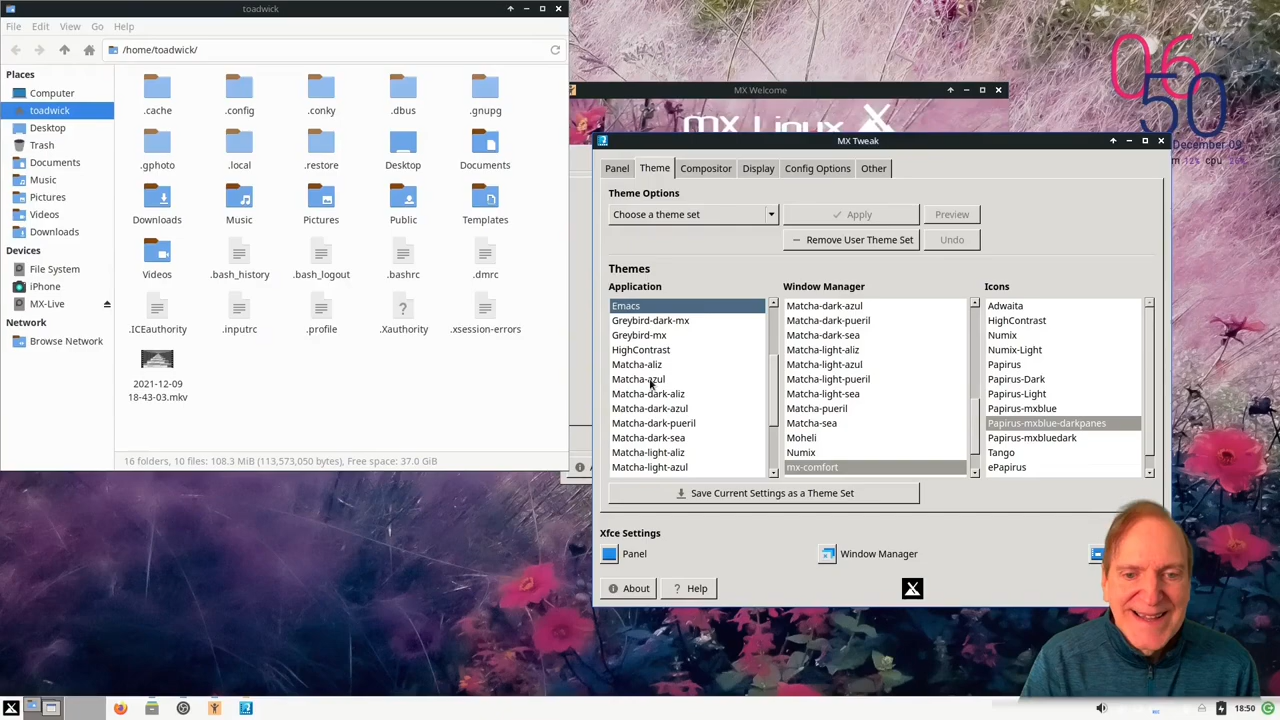 toadwick
File Edit View Go Help
/home/toadwick/
Places
Computer
toadwick
Desktop
Trash
Documents
Music
Pictures
Videos
Downloads
Devices
File System
iPhone
MX-Live
Network
Browse Network
.cache .config .conky .dbus .gnupg
.gphoto .local .restore Desktop Documents
Downloads Music Pictures Public Templates
Videos .bash_history .bash_logout .bashrc .dmrc
.ICEauthority .inputrc .profile .Xauthority .xsession-errors
2021-12-09
18-43-03.mkv
16 folders, 10 files: 108.3 MiB (113,573,050 bytes), Free space: 37.0 GiB
MX Welcome
mx Linux
06
50
December 09
12% cpu
MX Tweak
Panel Theme Compositor Display Config Options Other
Theme Options
Choose a theme set Apply Preview
Remove User Theme Set Undo
Themes
Application
Emacs
Greybird-dark-mx
Greybird-mx
HighContrast
Matcha-aliz
Matcha-azul
Matcha-dark-aliz
Matcha-dark-azul
Matcha-dark-pueril
Matcha-dark-sea
Matcha-light-aliz
Matcha-light-azul
Window Manager
Matcha-dark-azul
Matcha-dark-pueril
Matcha-dark-sea
Matcha-light-aliz
Matcha-light-azul
Matcha-light-pueril
Matcha-light-sea
Matcha-pueril
Matcha-sea
Moheli
Numix
mx-comfort
Icons
Adwaita
HighContrast
Numix
Numix-Light
Papirus
Papirus-Dark
Papirus-Light
Papirus-mxblue
Papirus-mxblue-darkpanes
Papirus-mxbluedark
Tango
ePapirus
Save Current Settings as a Theme Set
Xfce Settings
Panel Window Manager
About Help
18:50